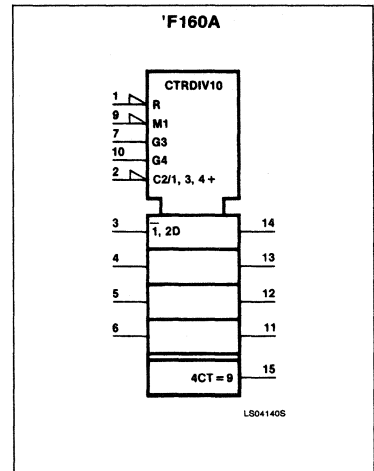 'F160A
CTRDIV10
1 R
9 M1
7 G3
10 G4
2 C2/1, 3, 4+
3 1̅, 2D 14
4 13
5 12
6 11
4CT = 9 15
LS04140S